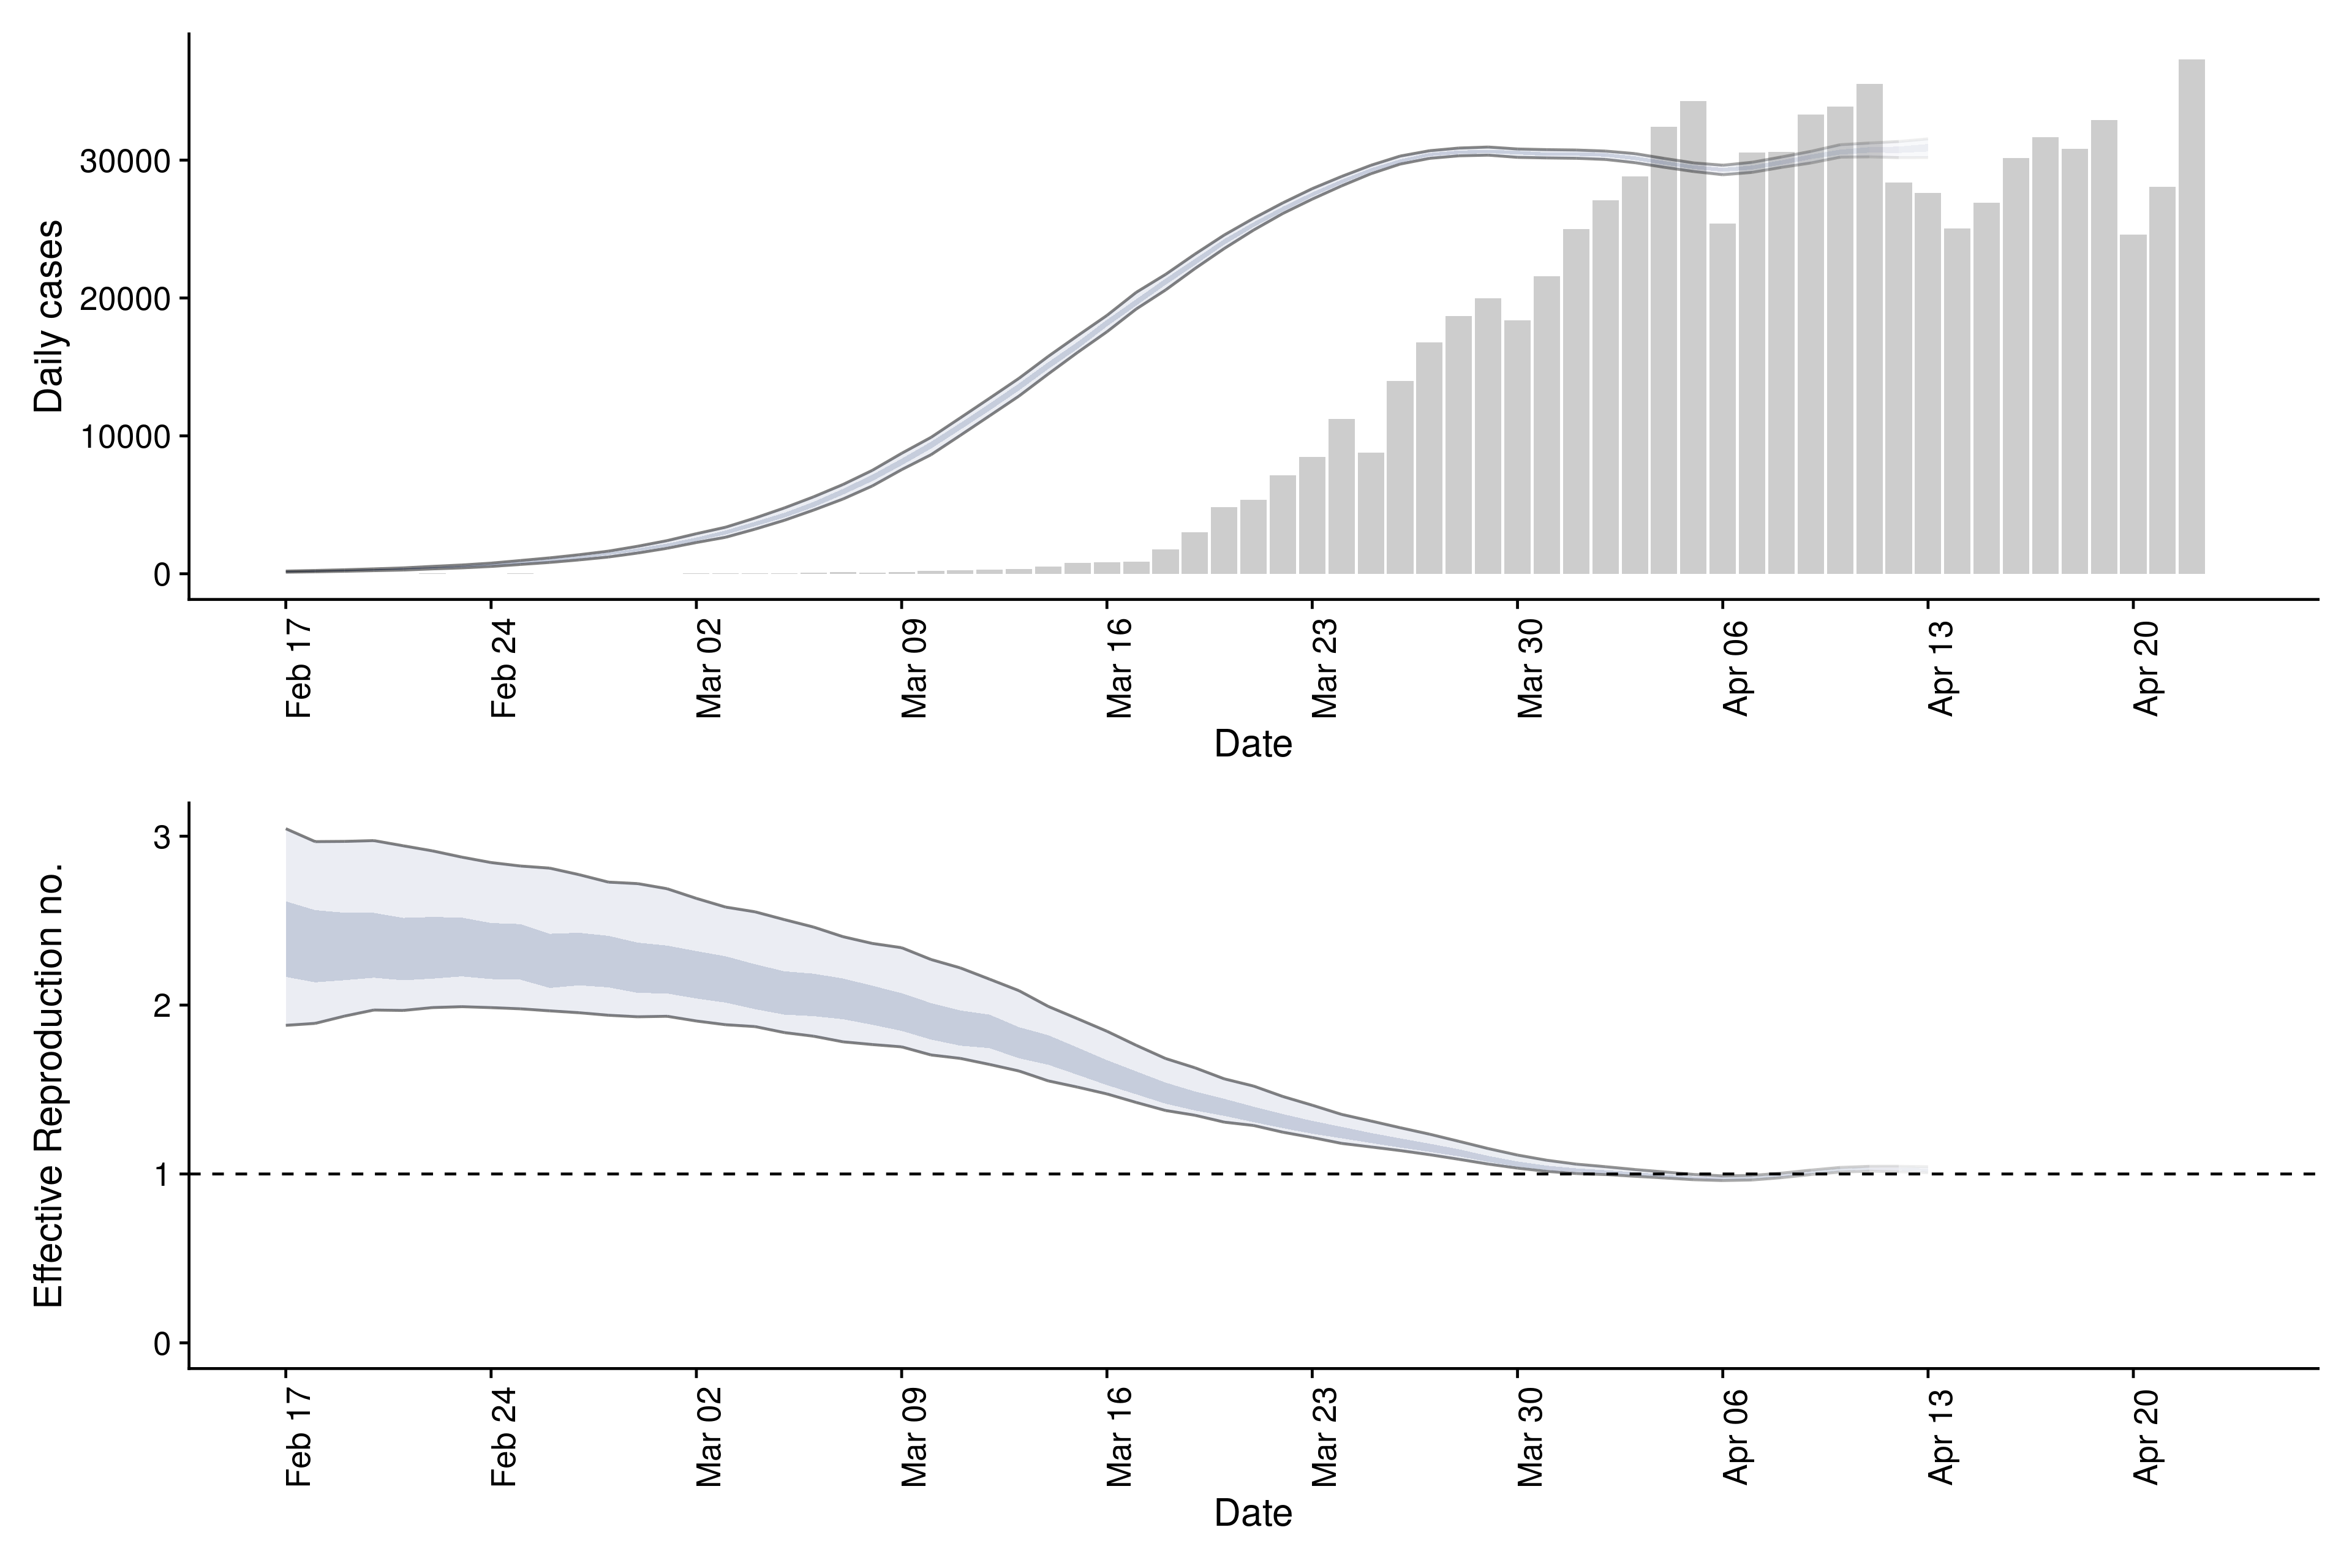 Daily cases
30000
20000
10000
0
Feb 17
Feb 24
Mar 02
Mar 09
Mar 16
Mar 23
Mar 30
Apr 06
Apr 13
Apr 20
Date
Effective Reproduction no.
3
2
1
0
Feb 17
Feb 24
Mar 02
Mar 09
Mar 16
Mar 23
Mar 30
Apr 06
Apr 13
Apr 20
Date